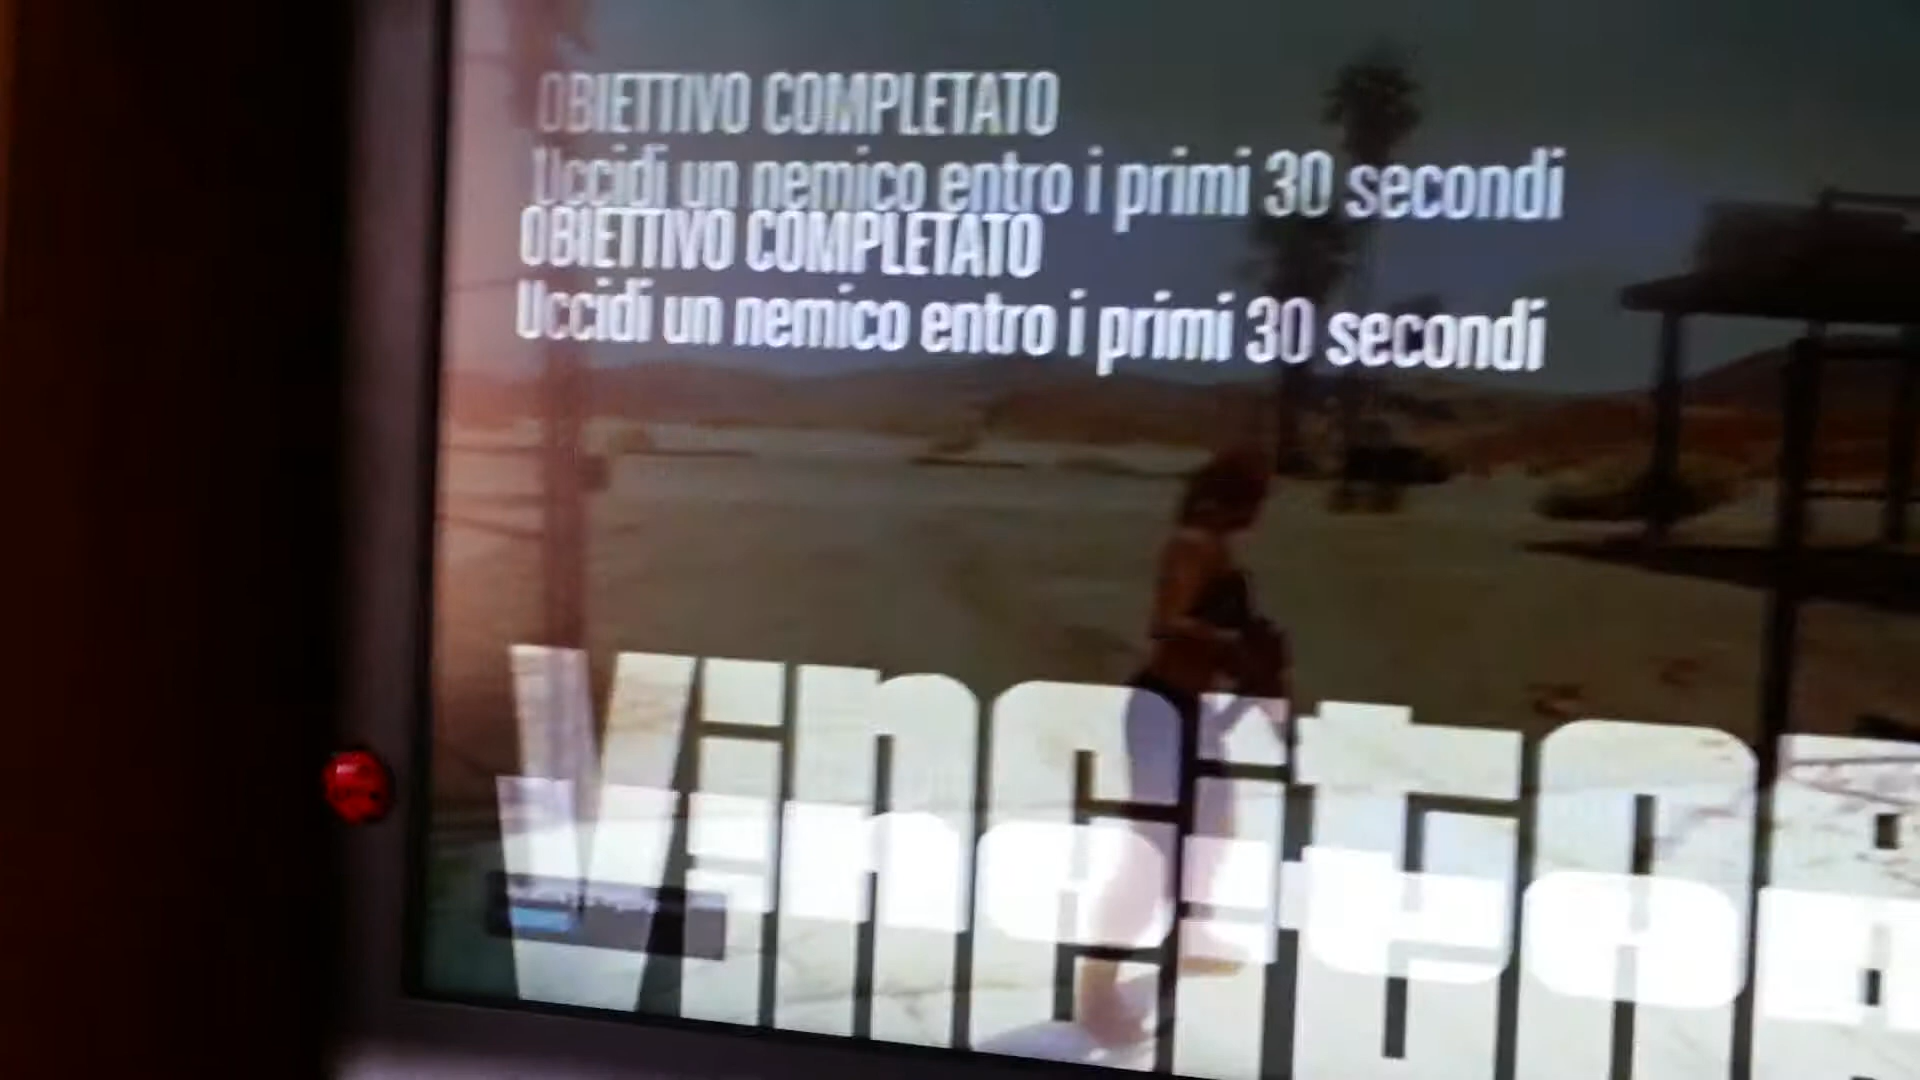 OBIETTIVO COMPLETATO
Uccidi un nemico entro i primi 30 secondi
OBIETTIVO COMPLETATO
Uccidi un nemico entro i primi 30 secondi